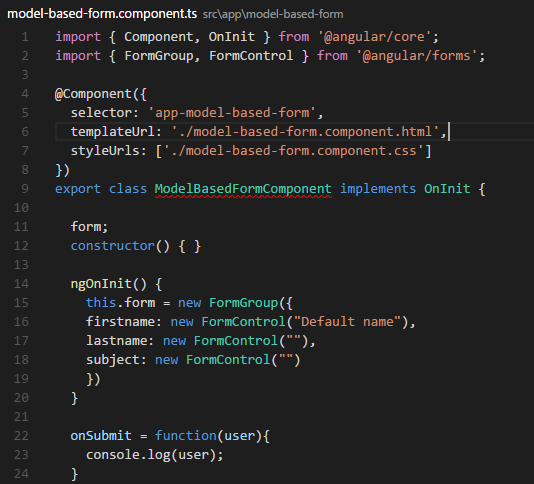 model-based-form.component.ts src\app\model-based-form
1 import { Component, OnInit } from '@angular/core';
2 import { FormGroup, FormControl } from '@angular/forms';
3
4 @Component({
5   selector: 'app-model-based-form',
6   templateUrl: './model-based-form.component.html',
7   styleUrls: ['./model-based-form.component.css']
8 })
9 export class ModelBasedFormComponent implements OnInit {
10
11   form;
12   constructor() { }
13
14   ngOnInit() {
15     this.form = new FormGroup({
16     firstname: new FormControl("Default name"),
17     lastname: new FormControl(""),
18     subject: new FormControl("")
19     })
20   }
21
22   onSubmit = function(user){
23     console.log(user);
24   }